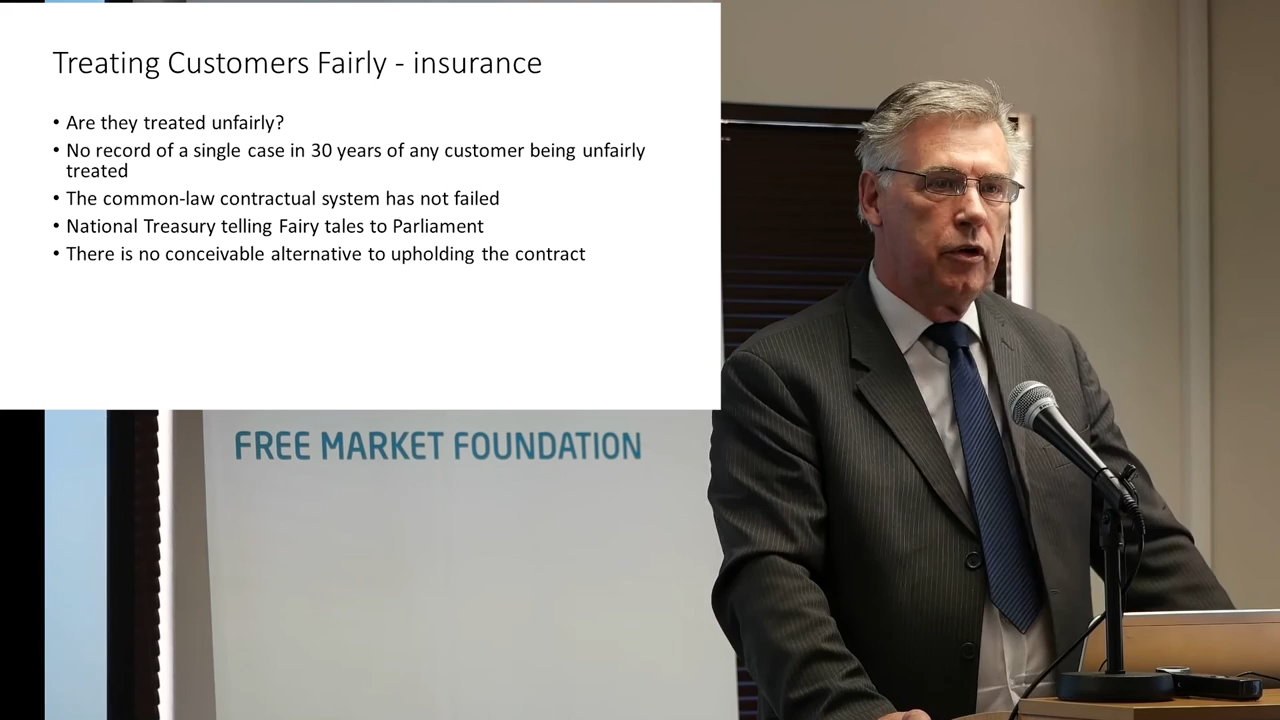 Treating Customers Fairly - insurance
• Are they treated unfairly?
• No record of a single case in 30 years of any customer being unfairly
treated
• The common-law contractual system has not failed
• National Treasury telling Fairy tales to Parliament
• There is no conceivable alternative to upholding the contract
FREE MARKET FOUNDATION